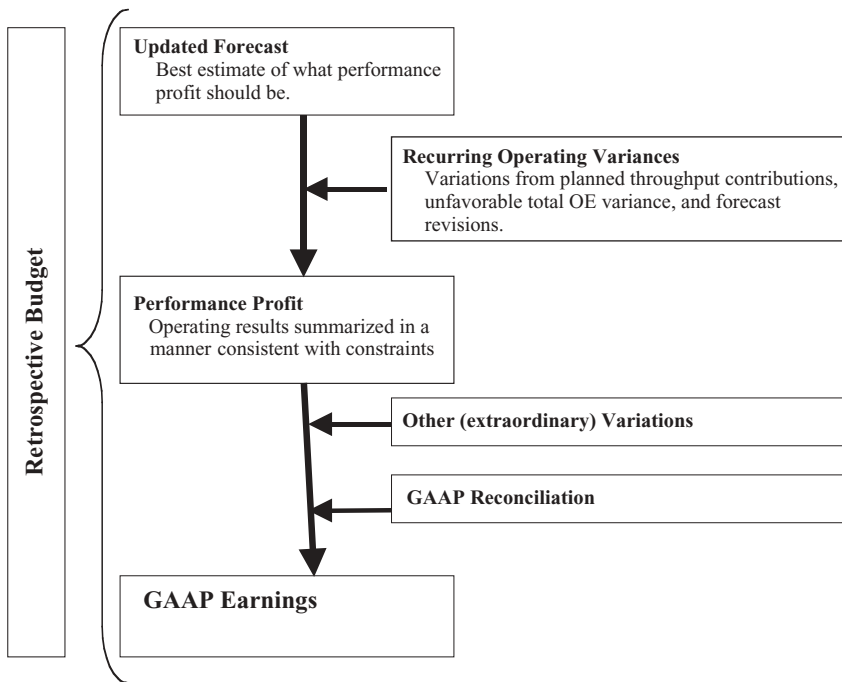 Retrospective Budget
Updated Forecast
Best estimate of what performance
profit should be.
Recurring Operating Variances
Variations from planned throughput contributions,
unfavorable total OE variance, and forecast
revisions.
Performance Profit
Operating results summarized in a
manner consistent with constraints
Other (extraordinary) Variations
GAAP Reconciliation
GAAP Earnings